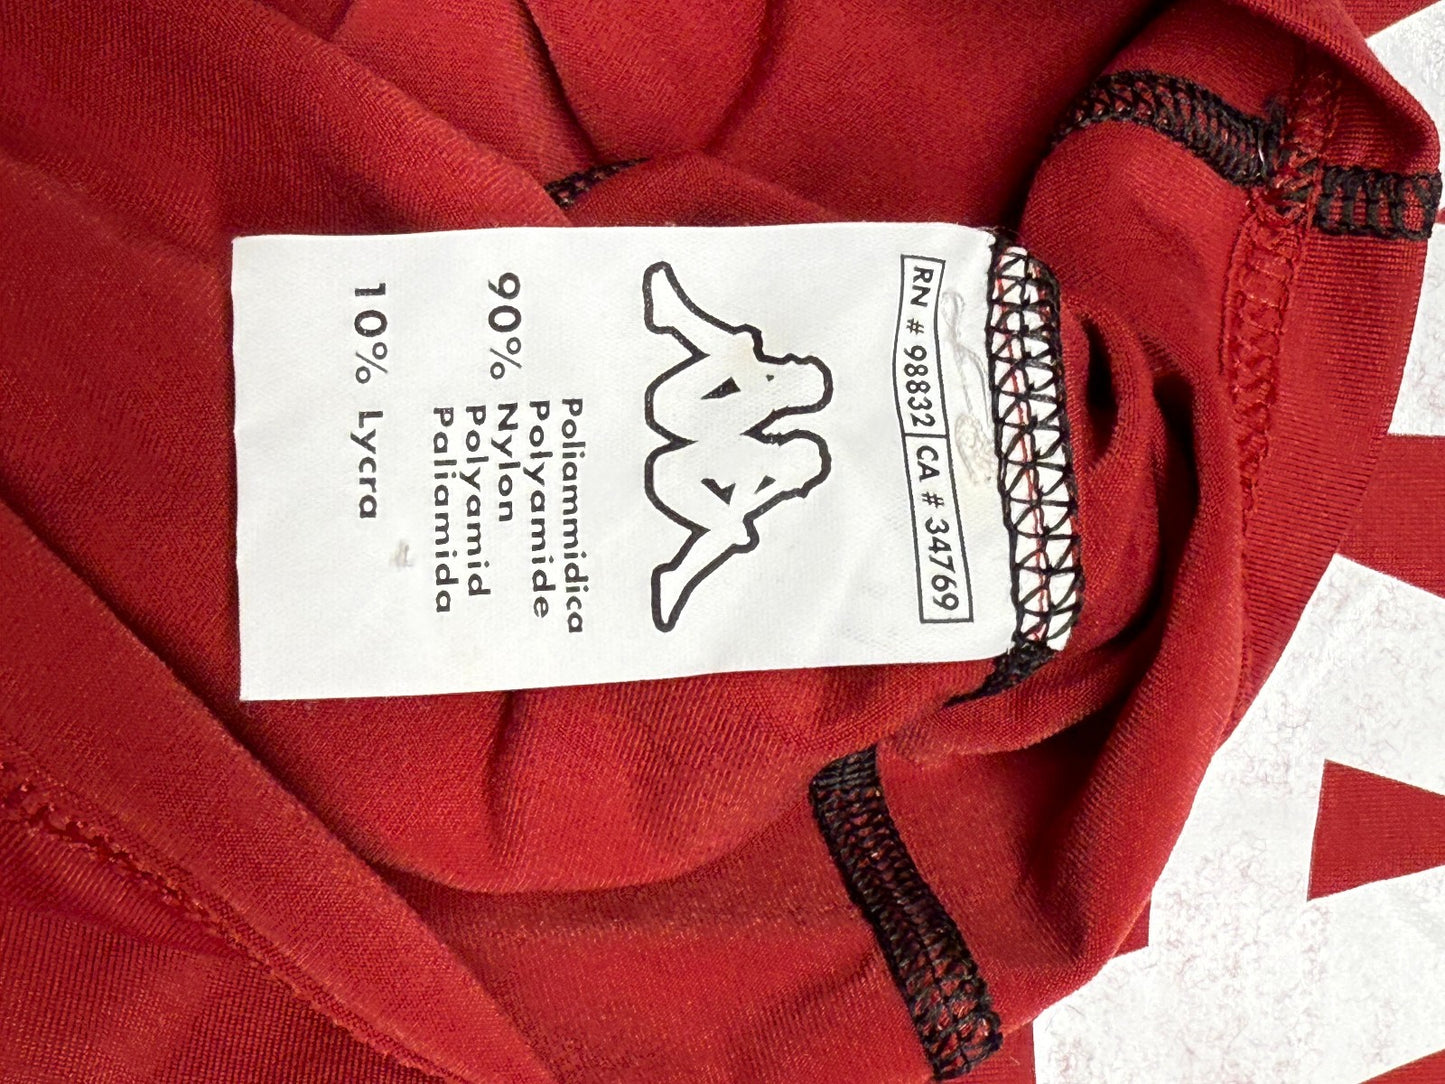 RN # 98832 CA # 34769
Poliammidica
Polyamide
90% Nylon
Polyamid
Paliamida
10% Lycra